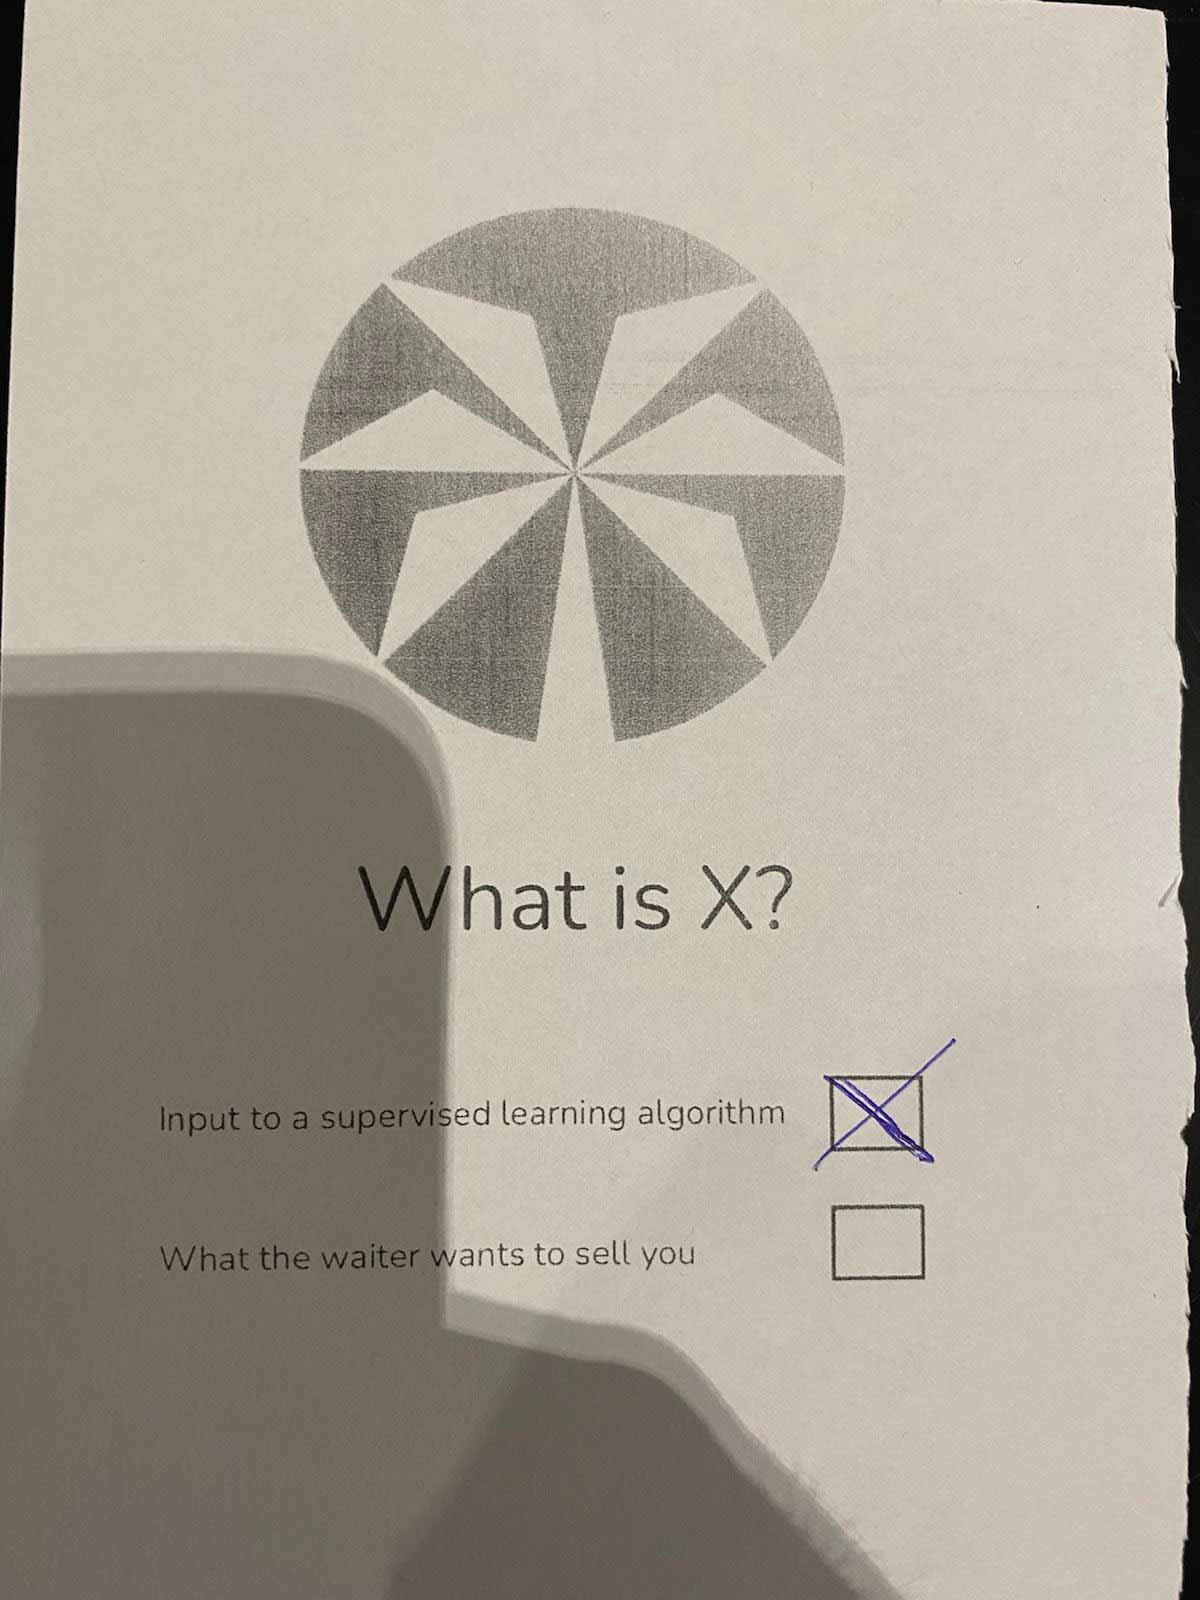 What is X?
Input to a supervised learning algorithm
What the waiter wants to sell you